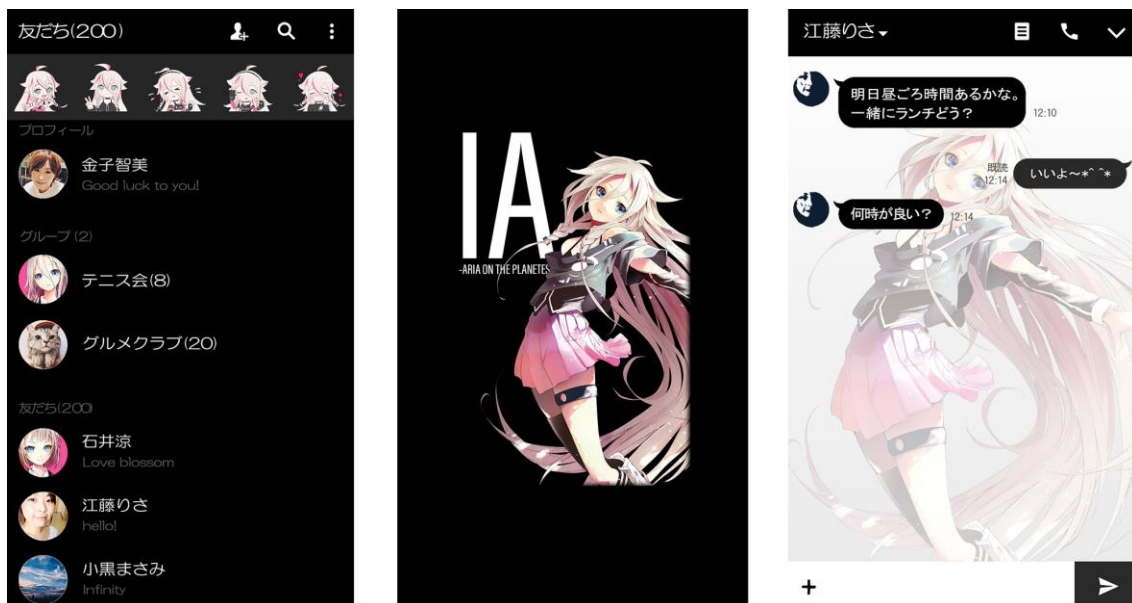 友だち(200)
プロフィール
金子智美
Good luck to you!
グループ (2)
テニス会(8)
グルメクラブ(20)
友だち(200)
石井涼
Love blossom
江藤りさ
hello!
小黒まさみ
Infinity
IA
-ARIA ON THE PLANETES
江藤りさ
明日昼ごろ時間あるかな。
一緒にランチどう？
12:10
既読
12:14
いいよ～*^ ^*
何時が良い？
12:14